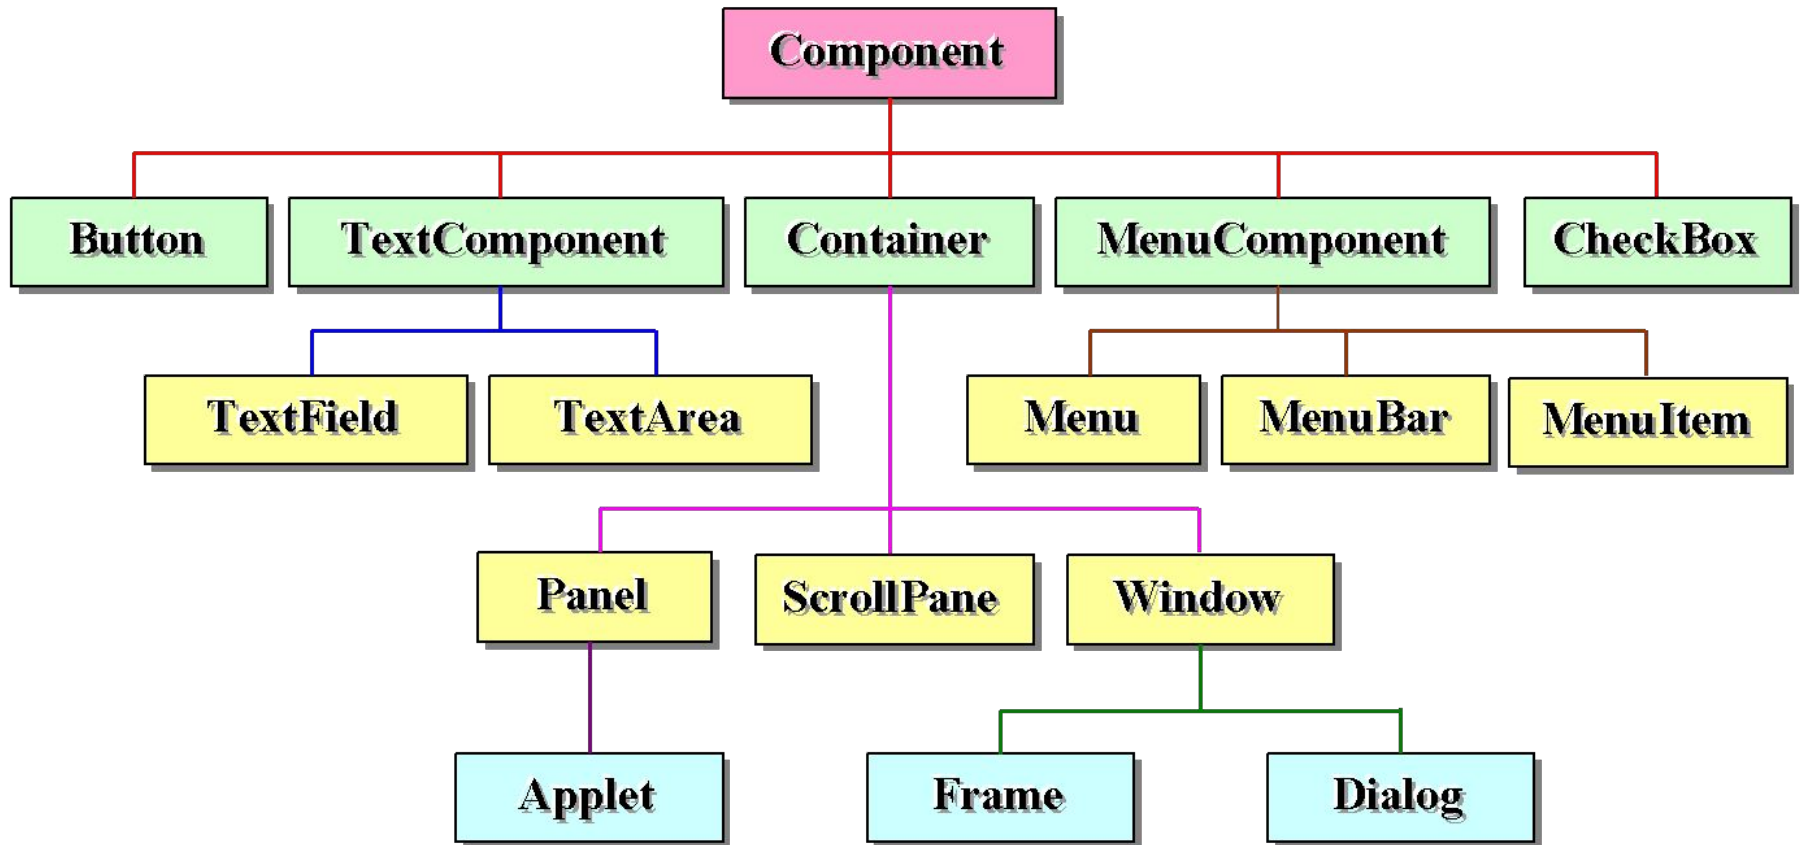 Component
Button
TextComponent
Container
MenuComponent
CheckBox
TextField
TextArea
Menu
MenuBar
MenuItem
Panel
ScrollPane
Window
Applet
Frame
Dialog